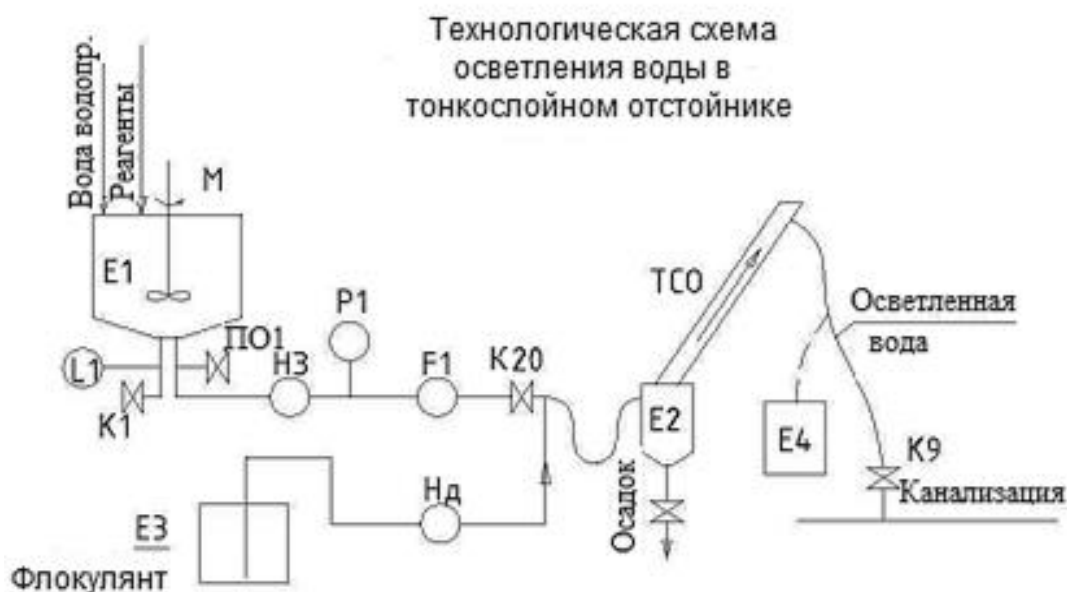 Технологическая схема
осветления воды в
тонкослойном отстойнике
Вода водопр.
Реагенты
М
Е1
ПО1
L1
К1
Н3
Р1
F1
К20
ТСО
Осветленная
вода
Е2
Е4
К9
Канализация
Осадок
Нд
Е3
Флокулянт